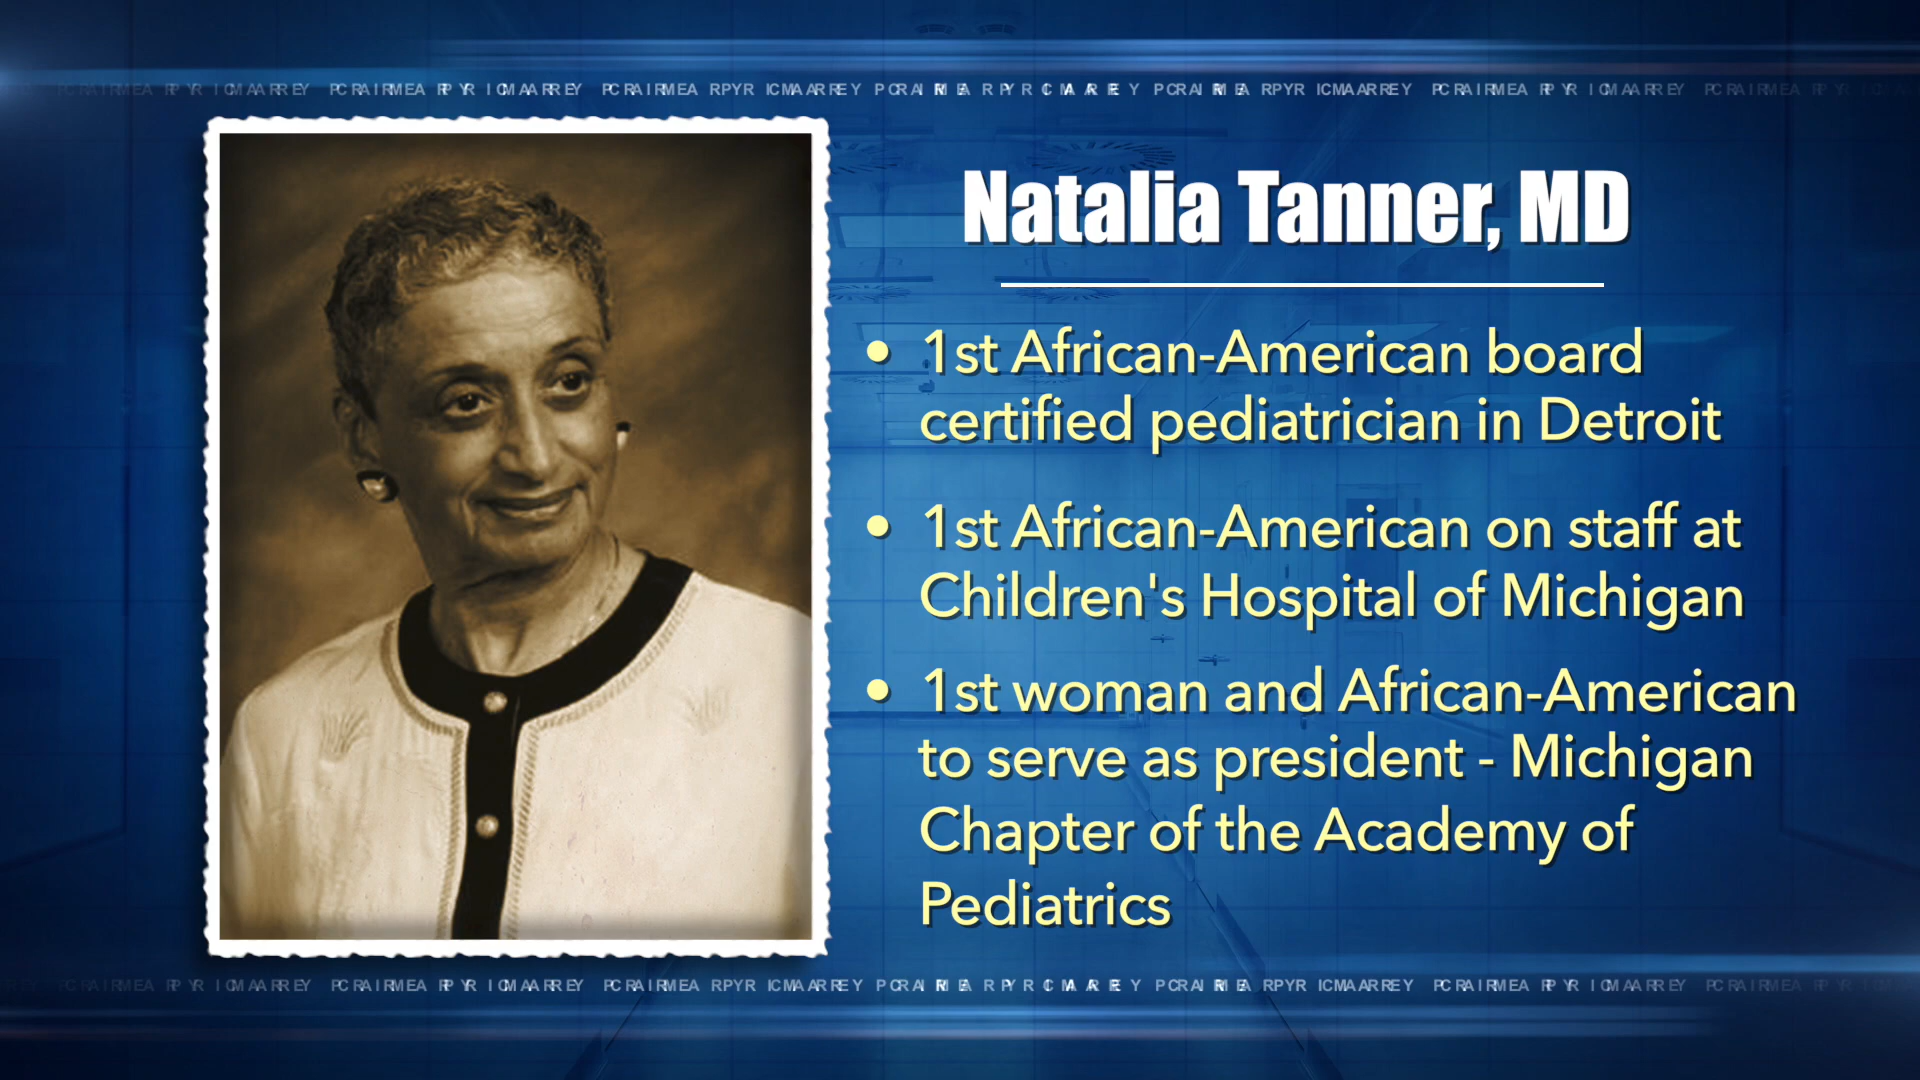 Natalia Tanner, MD
• 1st African-American board
certified pediatrician in Detroit
• 1st African-American on staff at
Children's Hospital of Michigan
• 1st woman and African-American
to serve as president - Michigan
Chapter of the Academy of
Pediatrics